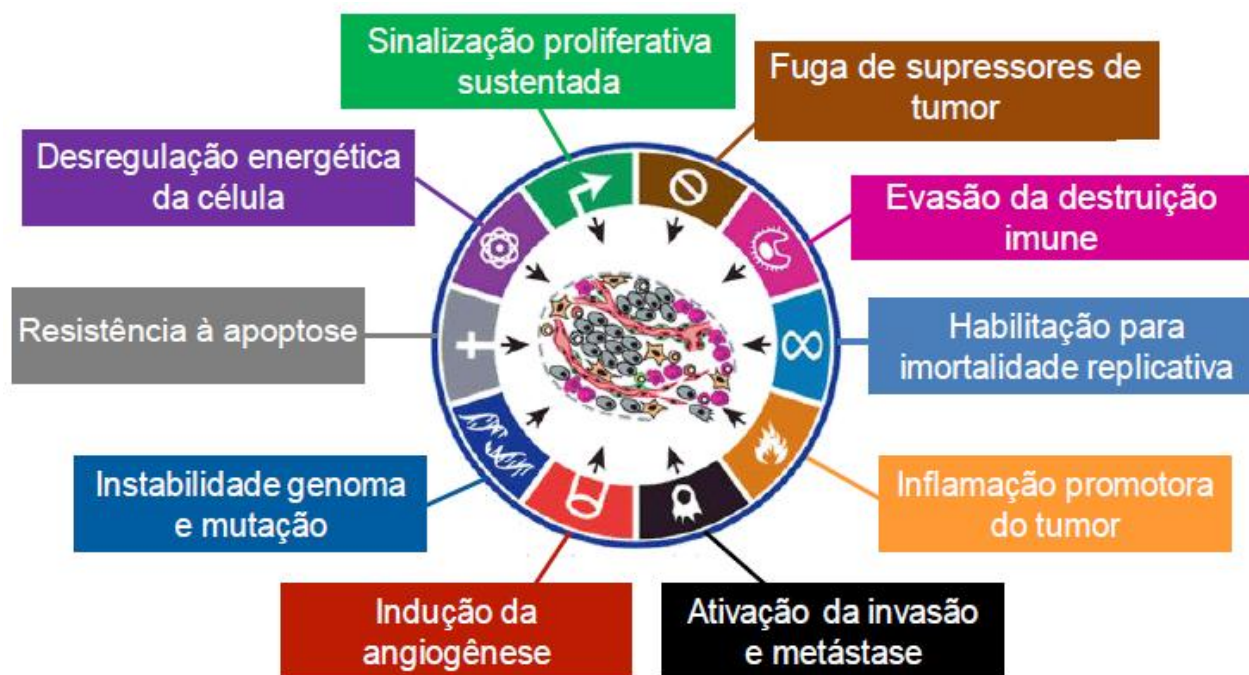 Sinalização proliferativa
sustentada
Fuga de supressores de
tumor
Desregulação energética
da célula
Evasão da destruição
imune
Resistência à apoptose
Habilitação para
imortalidade replicativa
Instabilidade genoma
e mutação
Inflamação promotora
do tumor
Indução da
angiogênese
Ativação da invasão
e metástase